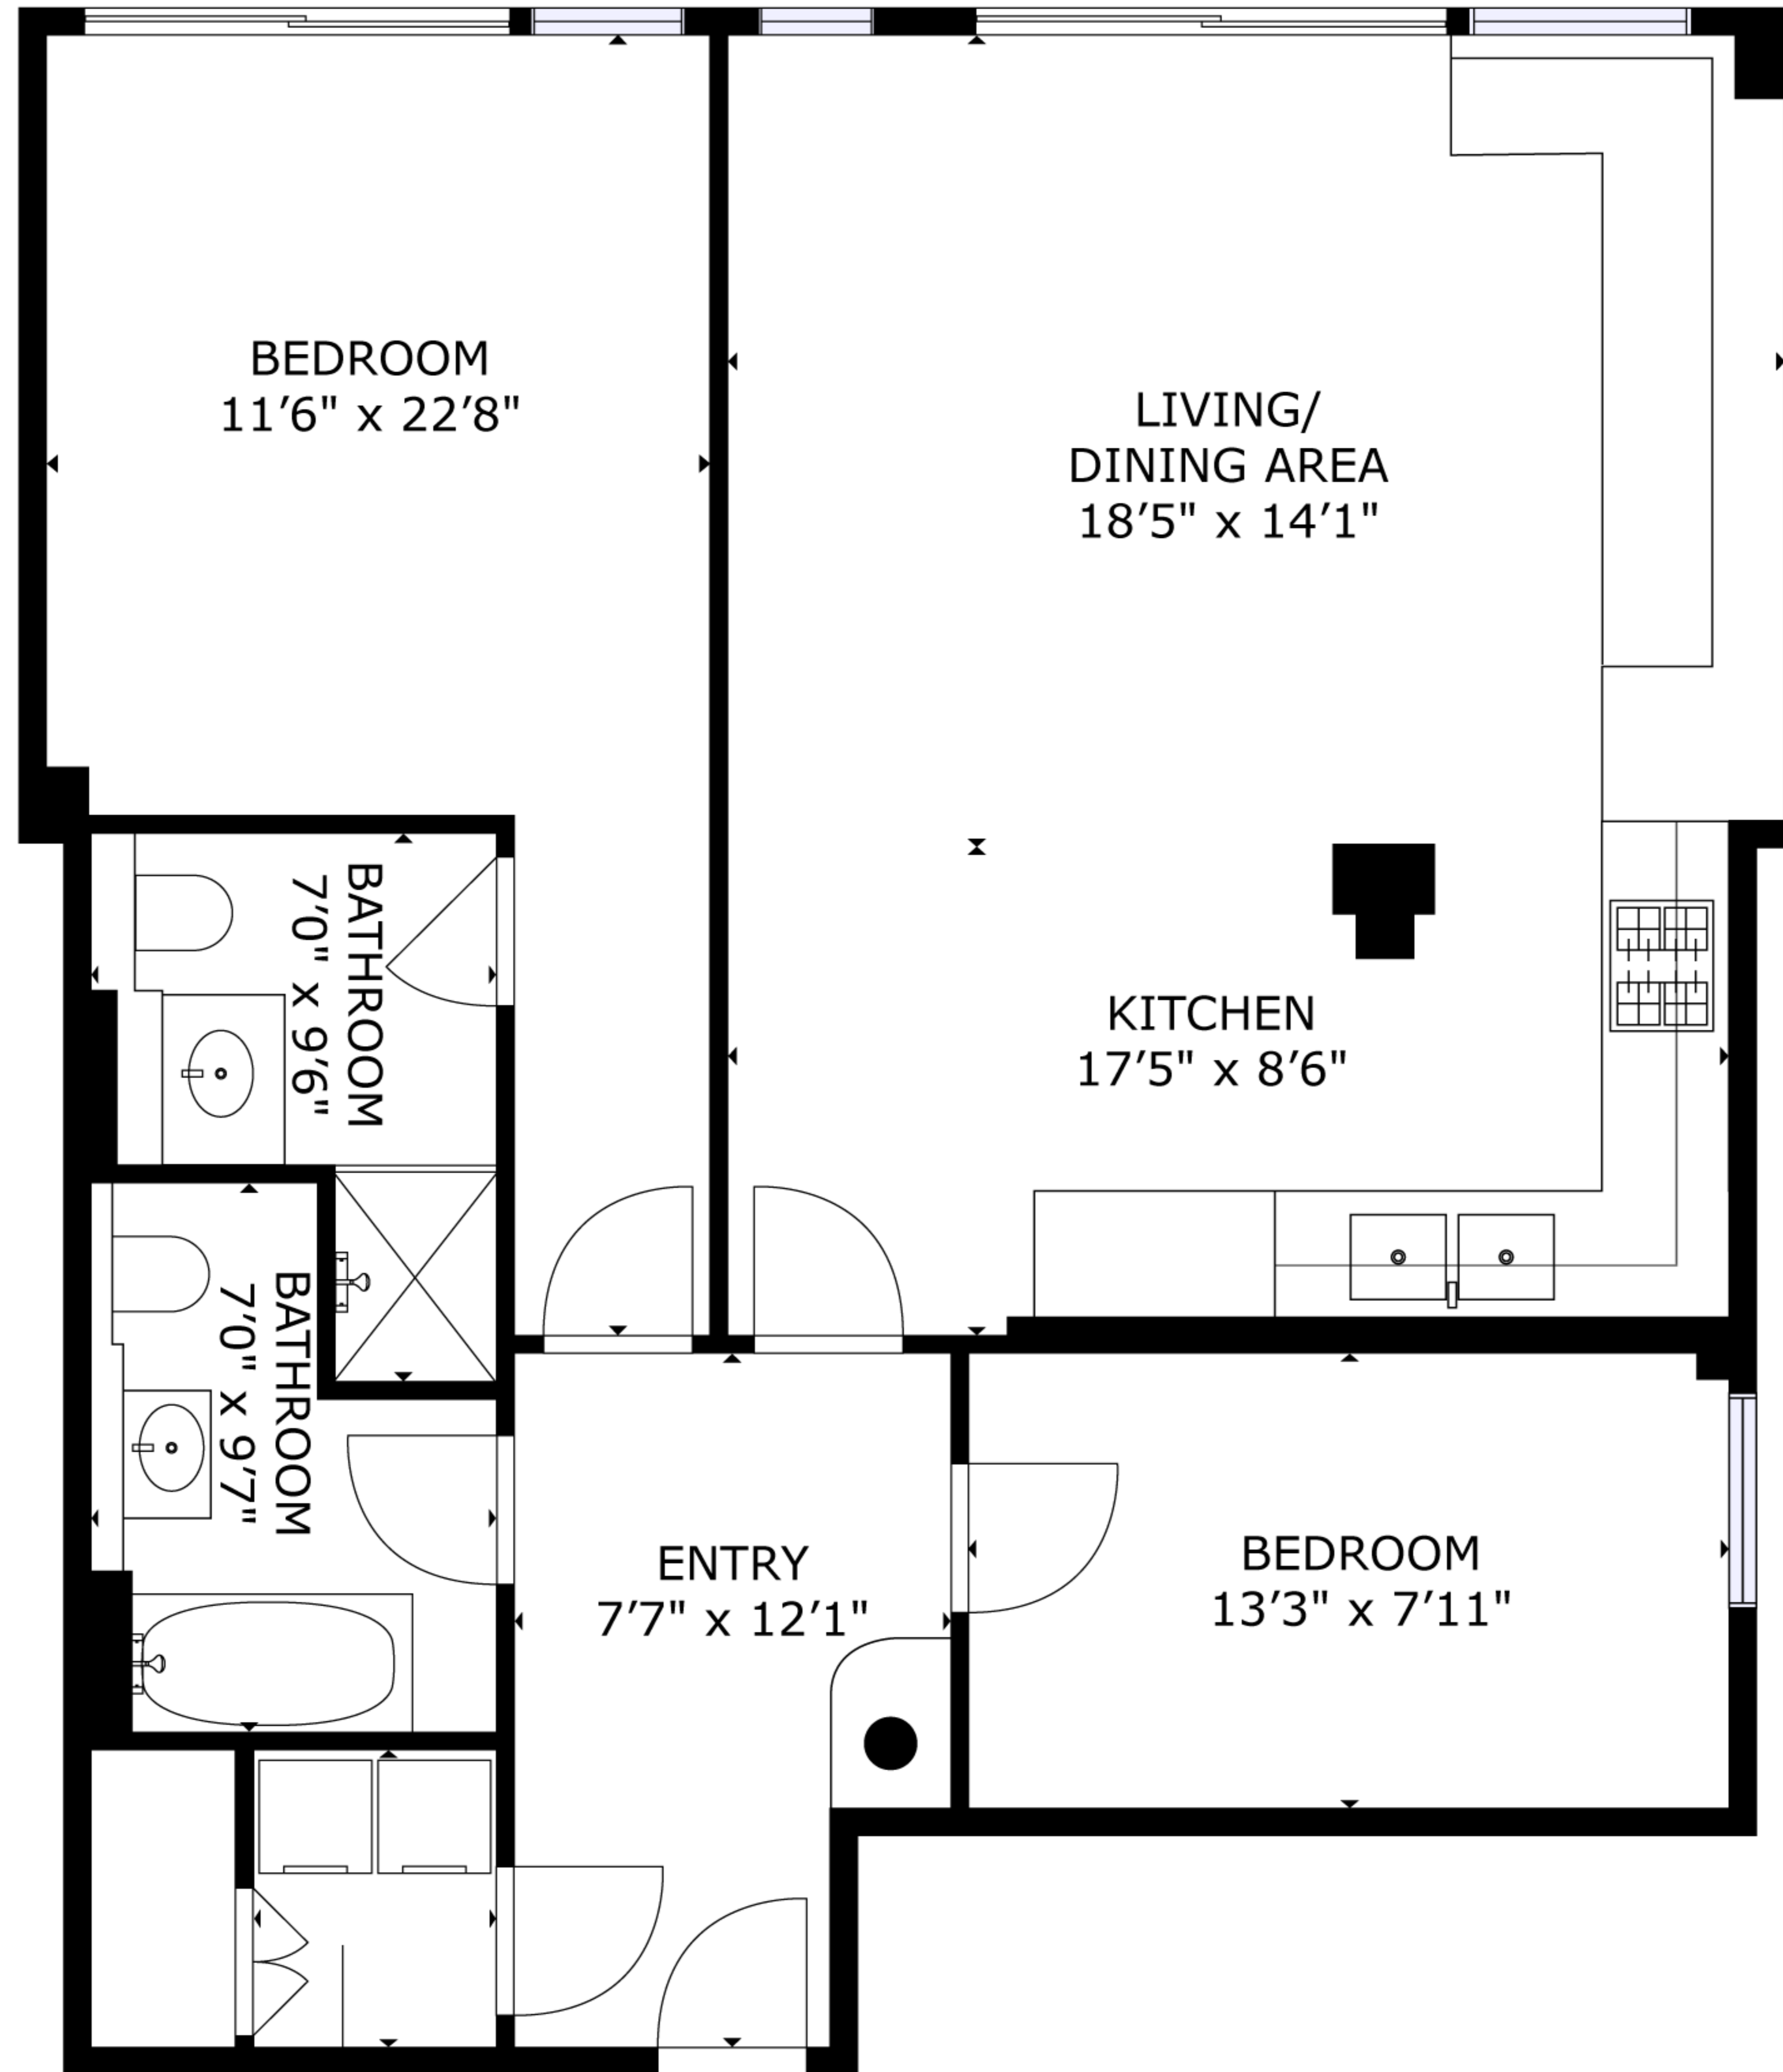 BEDROOM
11'6" x 22'8"
LIVING/
DINING AREA
18'5" x 14'1"
BATHROOM
7'0" x 9'6"
KITCHEN
17'5" x 8'6"
BATHROOM
7'0" x 9'7"
ENTRY
7'7" x 12'1"
BEDROOM
13'3" x 7'11"